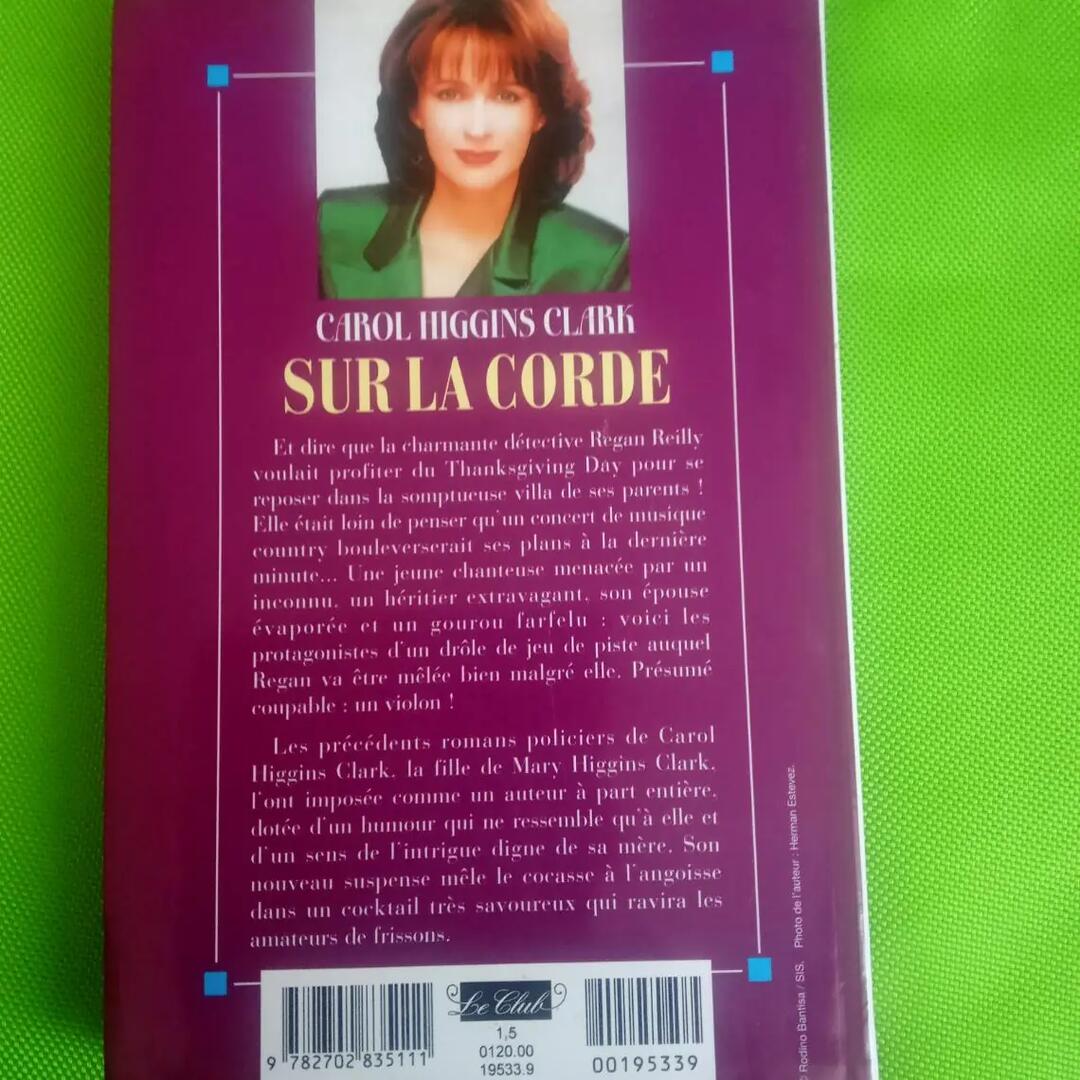 CAROL HIGGINS CLARK
SUR LA CORDE
Et dire que la charmante détective Regan Reilly
voulait profiter du Thanksgiving Day pour se
reposer dans la somptueuse villa de ses parents !
Elle était loin de penser qu'un concert de musique
country bouleverserait ses plans à la dernière
minute... Une jeune chanteuse menacée par un
inconnu, un héritier extravagant, son épouse
évaporée et un gourou farfelu : voici les
protagonistes d'un drôle de jeu de piste auquel
Regan va être mêlée bien malgré elle. Présumé
coupable : un violon !
Les précédents romans policiers de Carol
Higgins Clark, la fille de Mary Higgins Clark,
l'ont imposée comme un auteur à part entière,
dotée d'un humour qui ne ressemble qu'à elle et
d'un sens de l'intrigue digne de sa mère. Son
nouveau suspense mêle le cocasse à l'angoisse
dans un cocktail très savoureux qui ravira les
amateurs de frissons.
9 782702 835111
Le Club
1,5
0120.00
19533.9
00195339
© Rodino Bantisa / SIS. Photo de l'auteur : Herman Estevez.